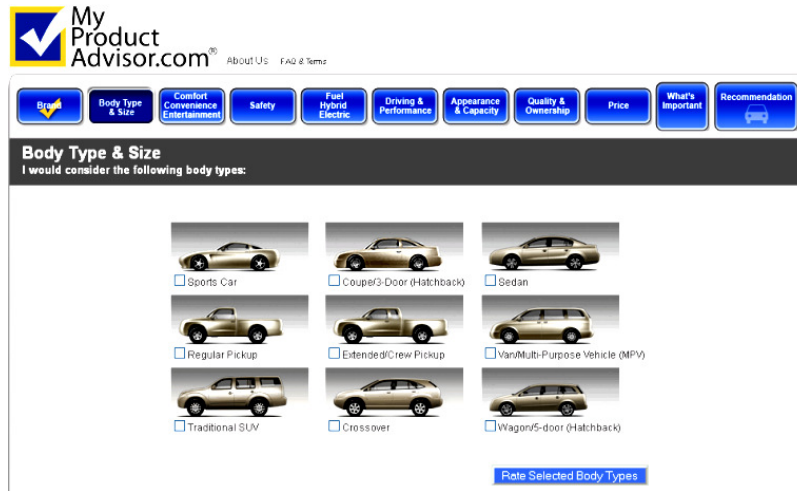 My
Product
Advisor.com®
About Us FAQ & Terms
Brand
Body Type
& Size
Comfort
Convenience
Entertainment
Safety
Fuel
Hybrid
Electric
Driving &
Performance
Appearance
& Capacity
Quality &
Ownership
Price
What's
Important
Recommendation
Body Type & Size
I would consider the following body types:
Sports Car
Coupe/3-Door (Hatchback)
Sedan
Regular Pickup
Extended/Crew Pickup
Van/Multi-Purpose Vehicle (MPV)
Traditional SUV
Crossover
Wagon/5-door (Hatchback)
Rate Selected Body Types